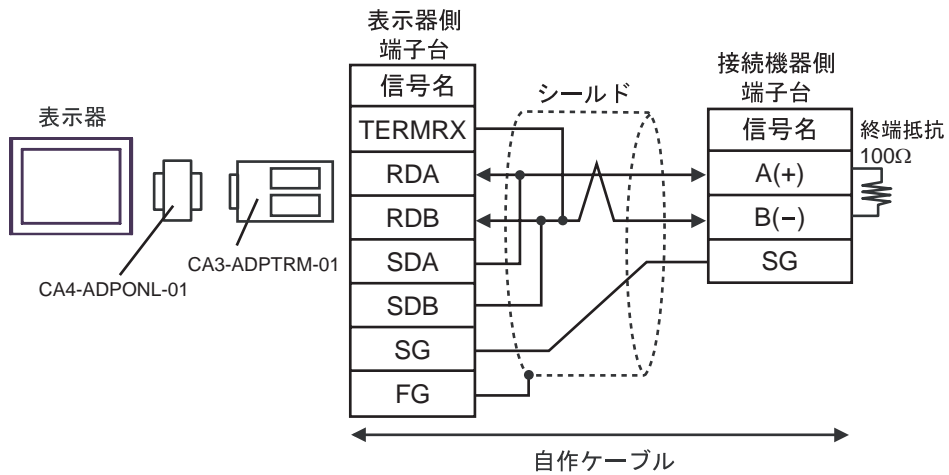 表示器
CA4-ADPONL-01
CA3-ADPTRM-01
表示器側
端子台
信号名
TERMRX
RDA
RDB
SDA
SDB
SG
FG
シールド
接続機器側
端子台
信号名
A(+)
B(−)
SG
終端抵抗
100Ω
自作ケーブル